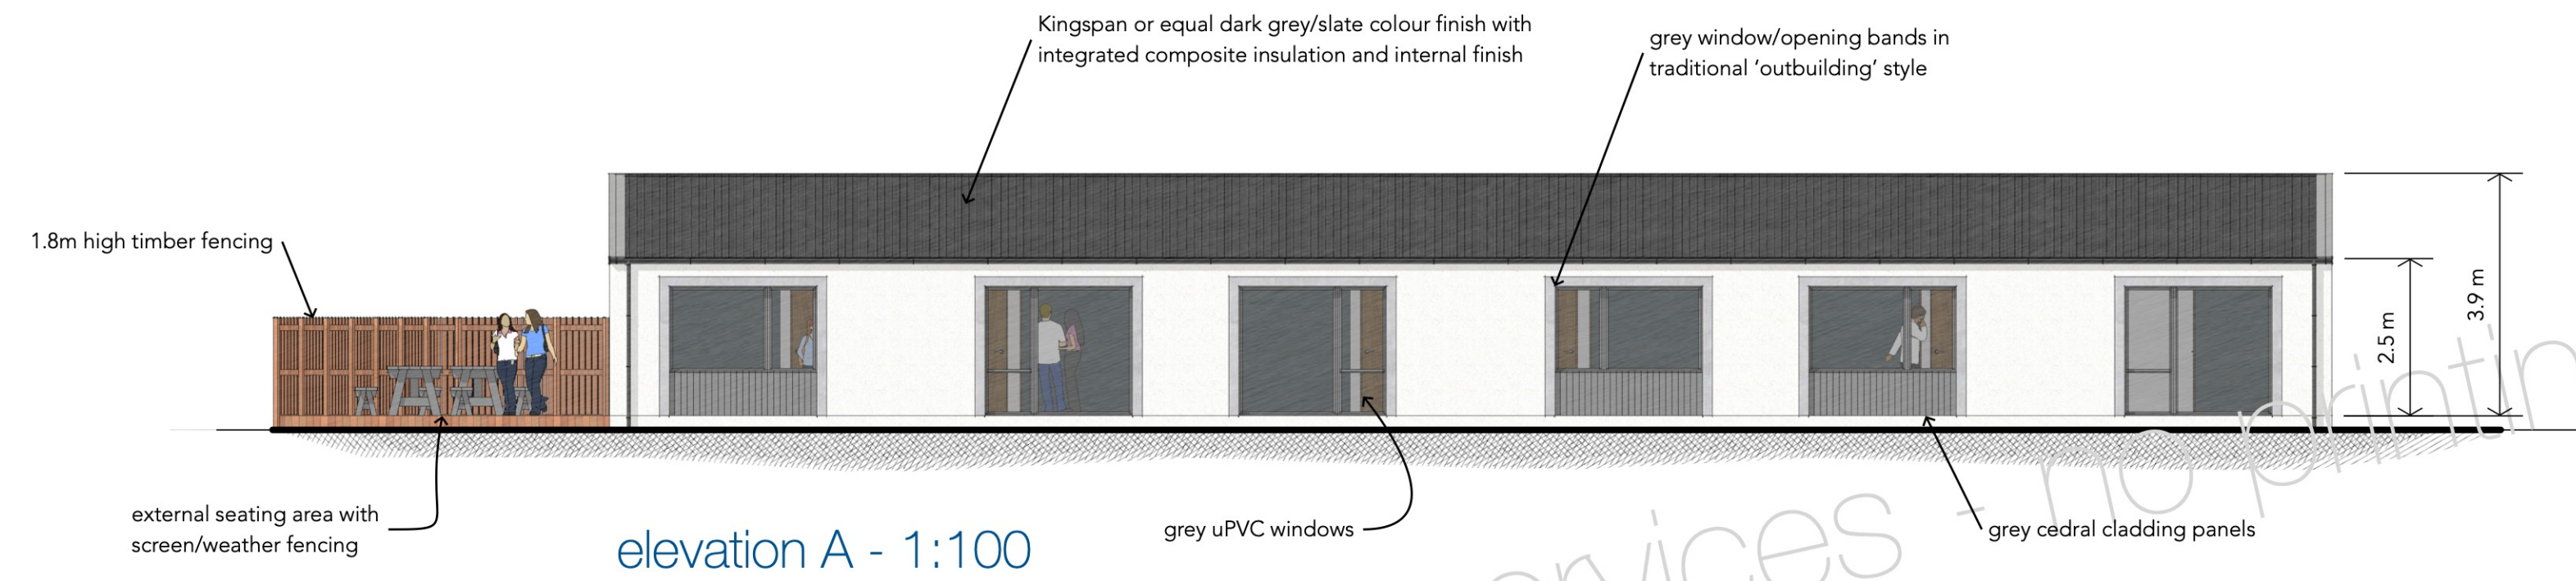 Kingspan or equal dark grey/slate colour finish with
integrated composite insulation and internal finish
grey window/opening bands in
traditional ‘outbuilding’ style
1.8m high timber fencing
3.9 m
2.5 m
external seating area with
screen/weather fencing
elevation A - 1:100
grey uPVC windows
grey cedral cladding panels
- no